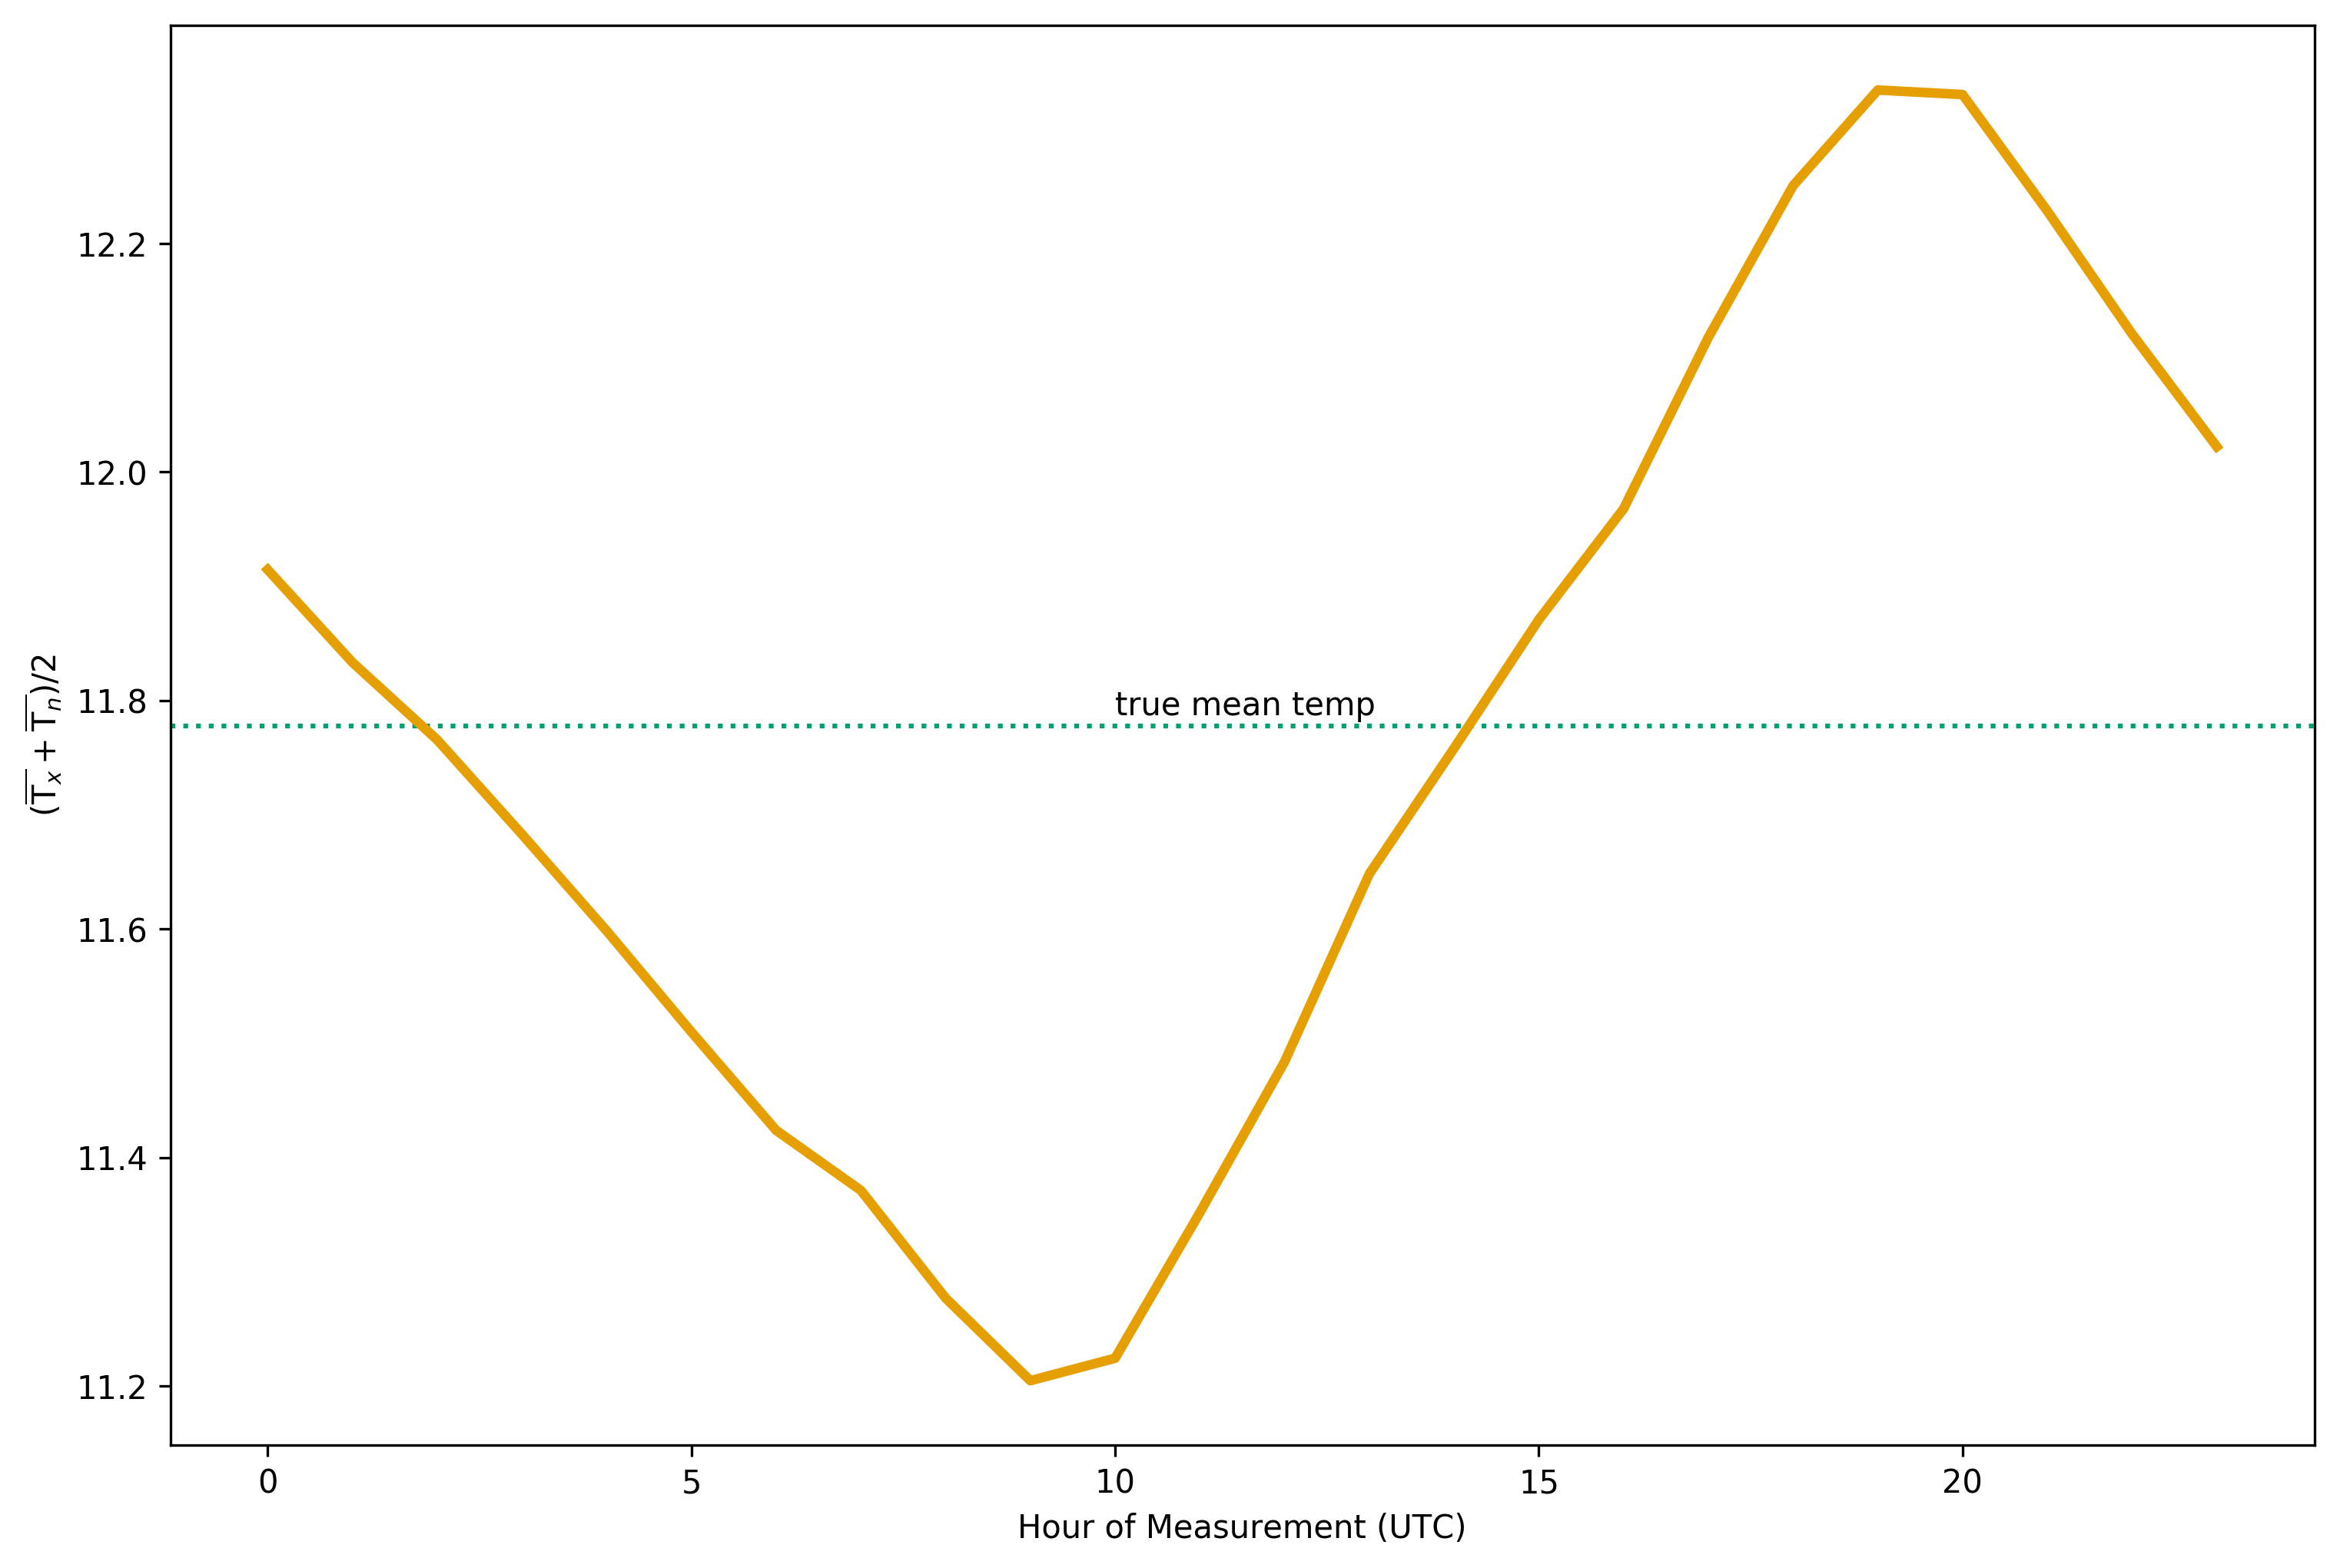 12.2
12.0
11.8
11.6
11.4
11.2
(T̅ₓ + T̅ₙ)/2
true mean temp
0 5 10 15 20
Hour of Measurement (UTC)